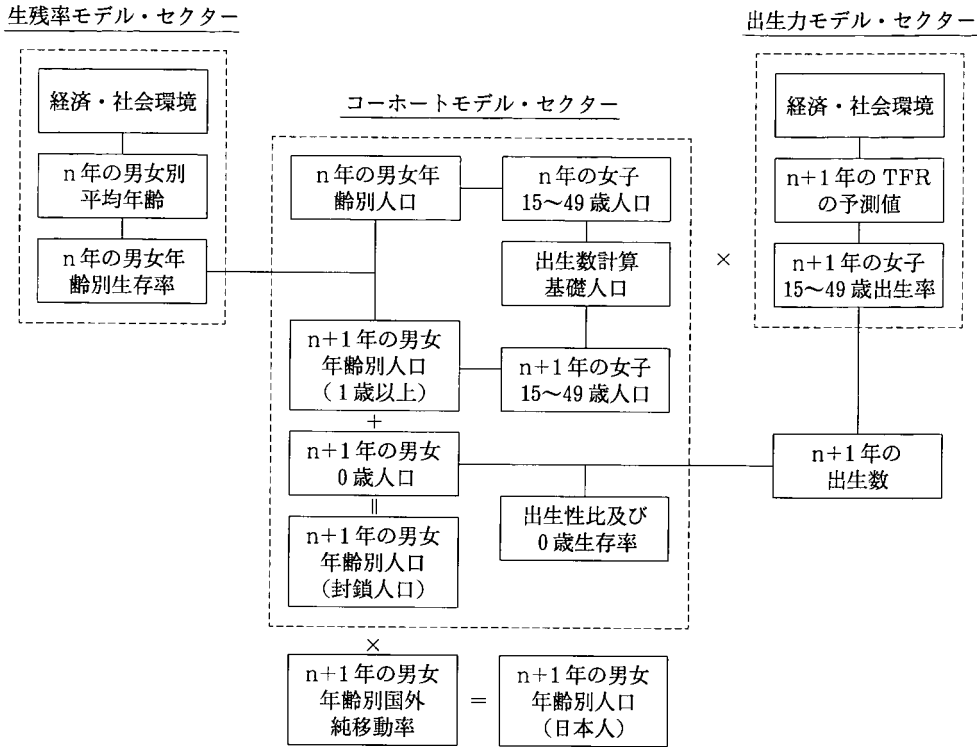 生残率モデル・セクター
経済・社会環境
n年の男女別
平均年齢
n年の男女年
齢別生存率
コーホートモデル・セクター
n年の男女年
齢別人口
n年の女子
15〜49歳人口
出生数計算
基礎人口
n+1年の男女
年齢別人口
(1歳以上)
n+1年の女子
15〜49歳人口
+
n+1年の男女
0歳人口
॥
出生性比及び
0歳生存率
n+1年の男女
年齢別人口
(封鎖人口)
×
n+1年の男女
年齢別国外
純移動率
=
n+1年の男女
年齢別人口
(日本人)
×
出生力モデル・セクター
経済・社会環境
n+1年のTFR
の予測値
n+1年の女子
15〜49歳出生率
n+1年の
出生数